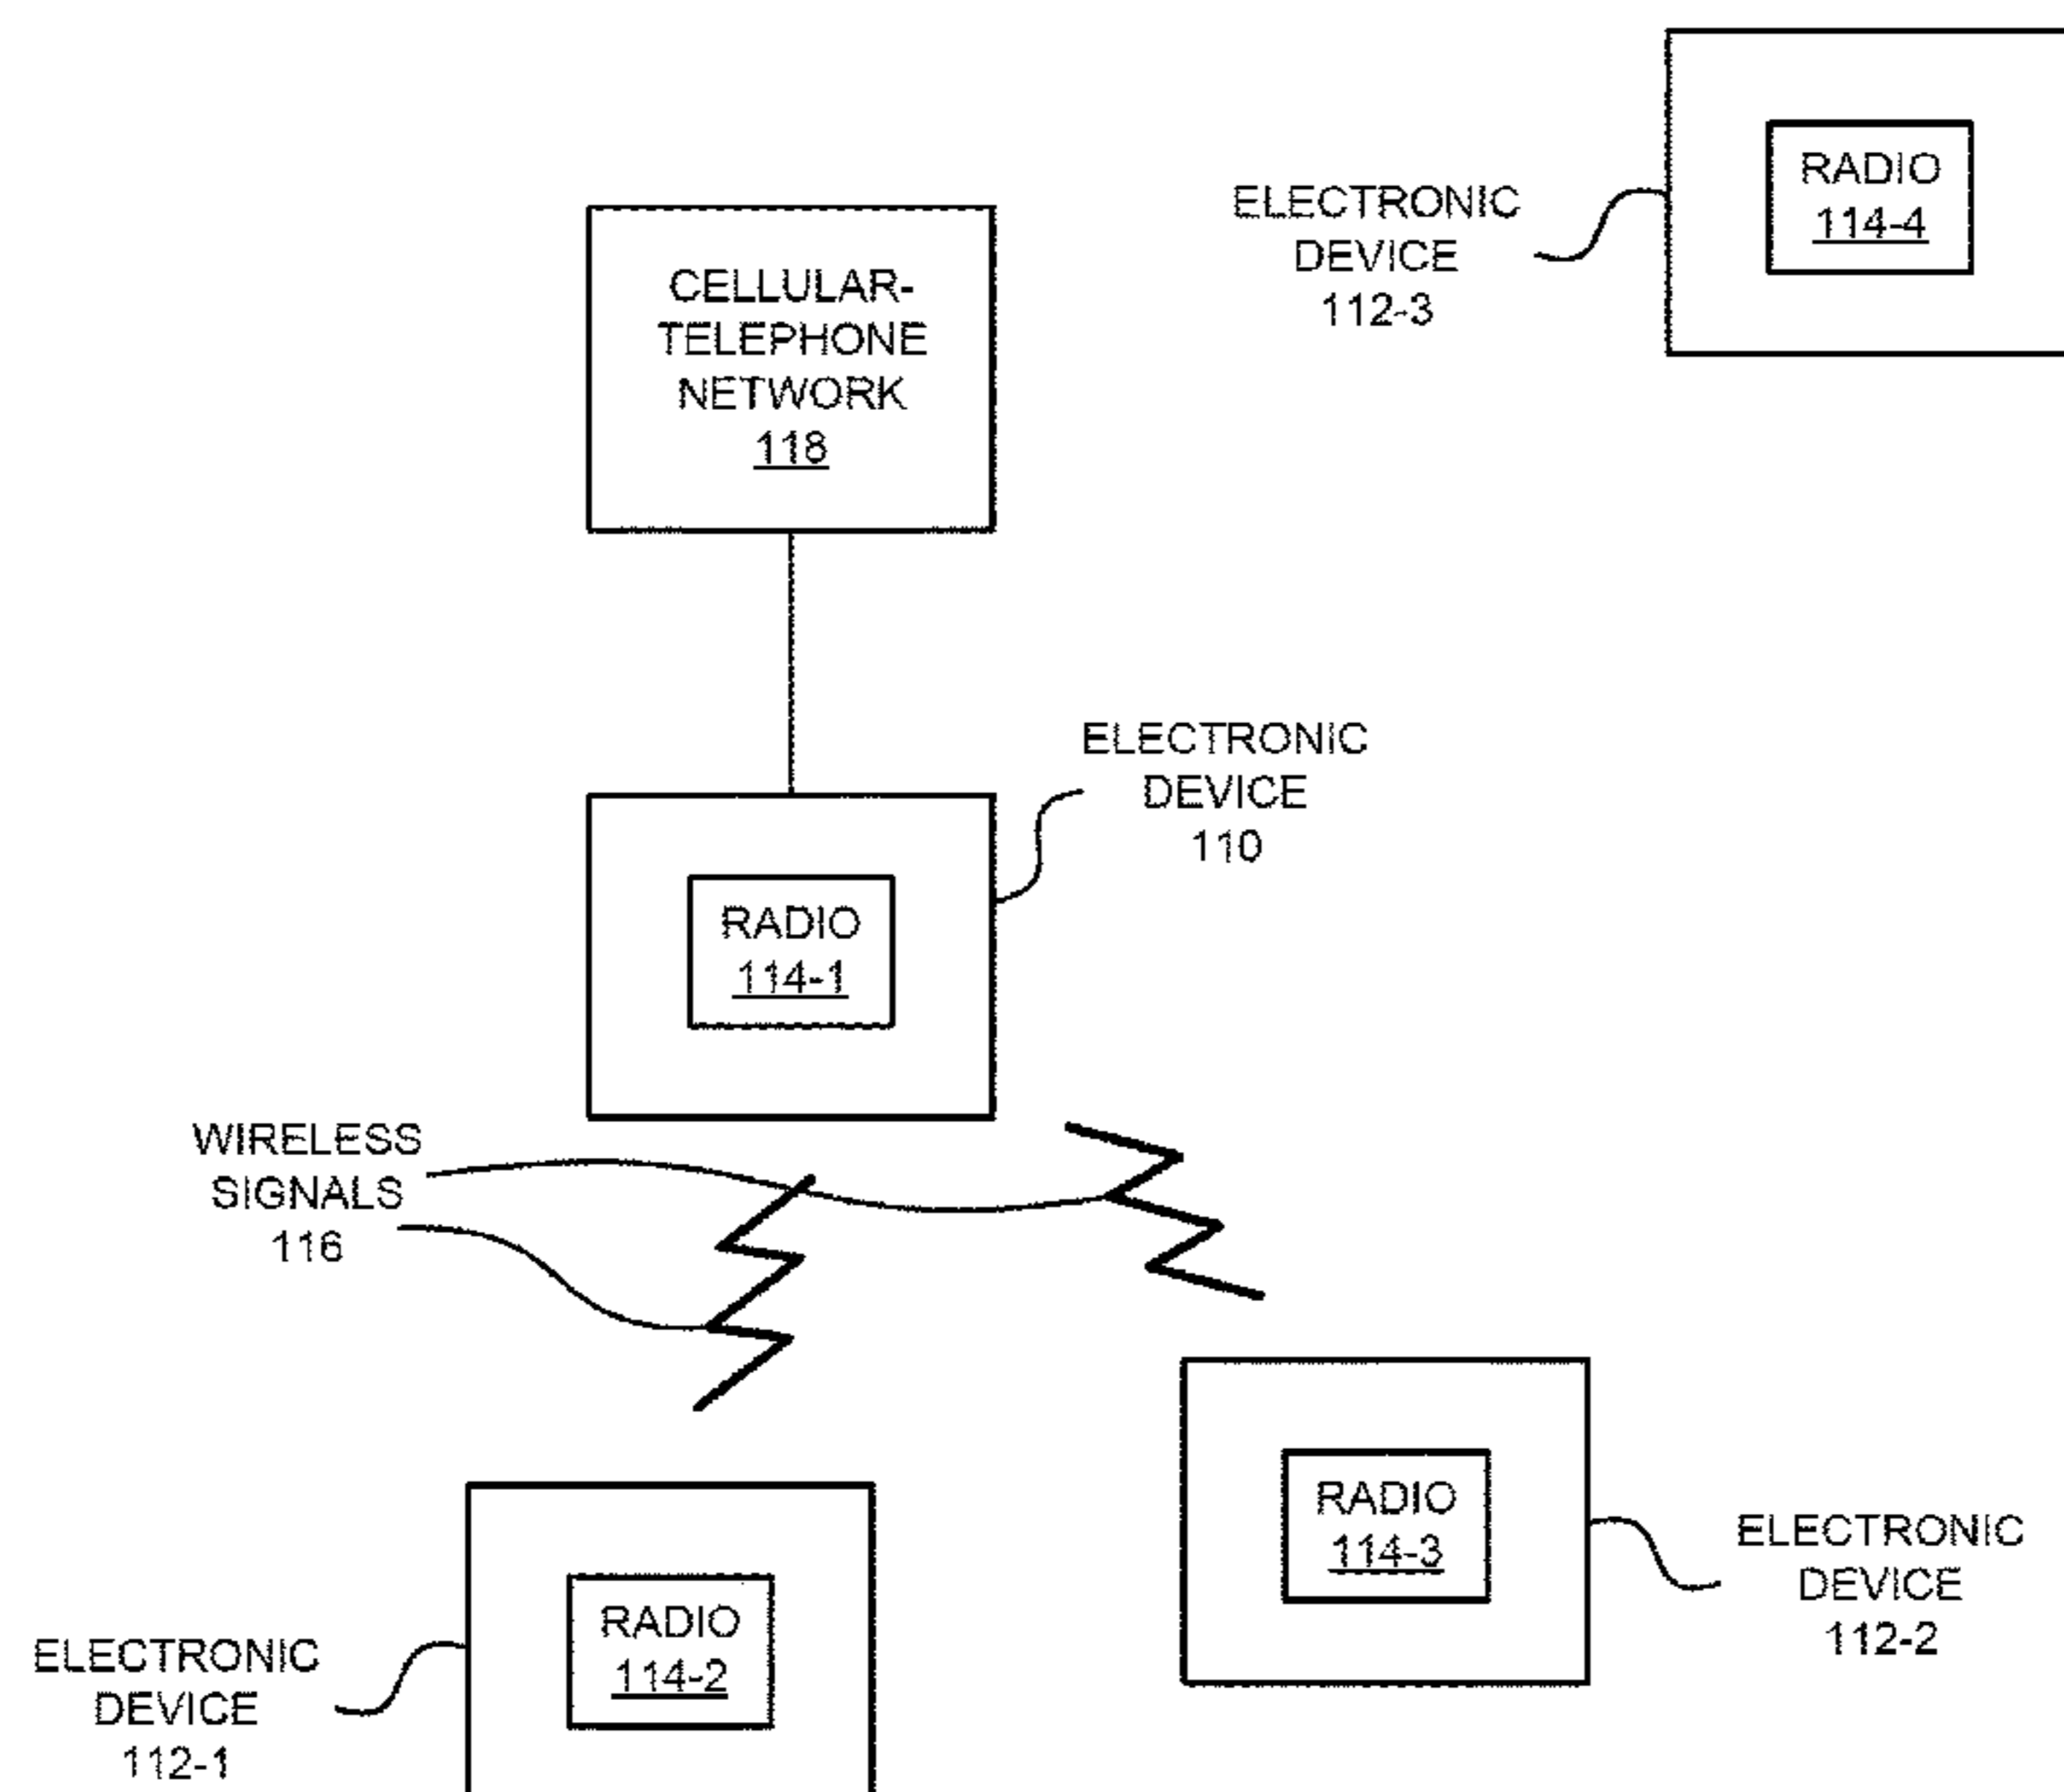 RADIO
114-4
ELECTRONIC
DEVICE
112-3
CELLULAR-
TELEPHONE
NETWORK
118
ELECTRONIC
DEVICE
110
RADIO
114-1
WIRELESS
SIGNALS
116
RADIO
114-3
ELECTRONIC
DEVICE
112-2
RADIO
114-2
ELECTRONIC
DEVICE
112-1